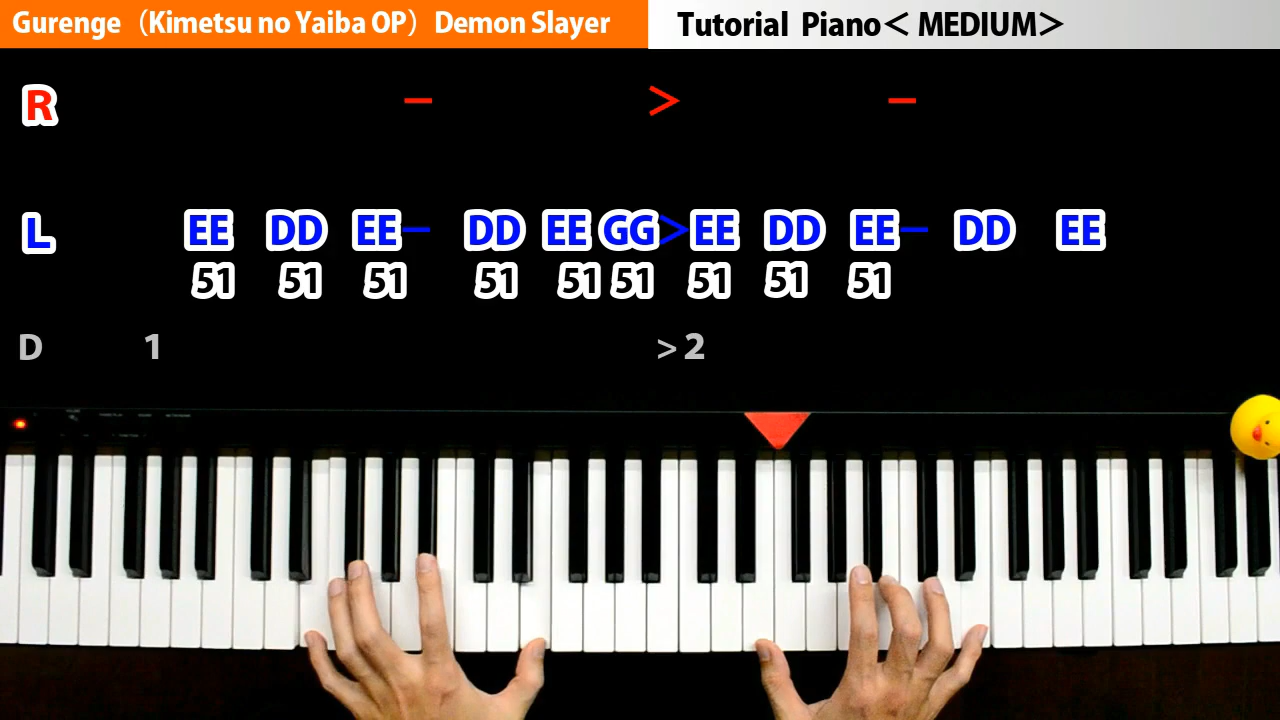 Gurenge（Kimetsu no Yaiba OP）Demon Slayer
Tutorial Piano＜MEDIUM＞
R － ＞ －
L EE DD EE－ DD EE GG＞EE DD EE－ DD EE
51 51 51 51 51 51 51 51 51
D 1 ＞2